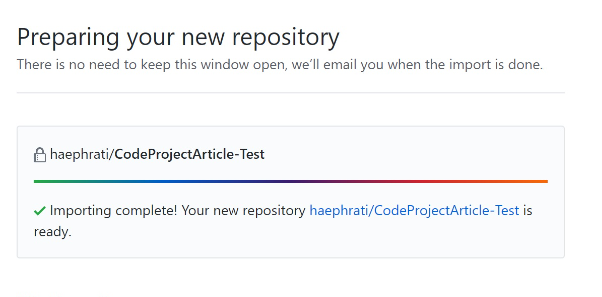 Preparing your new repository
There is no need to keep this window open, we'll email you when the import is done.
haephrati/CodeProjectArticle-Test
Importing complete! Your new repository haephrati/CodeProjectArticle-Test is
ready.